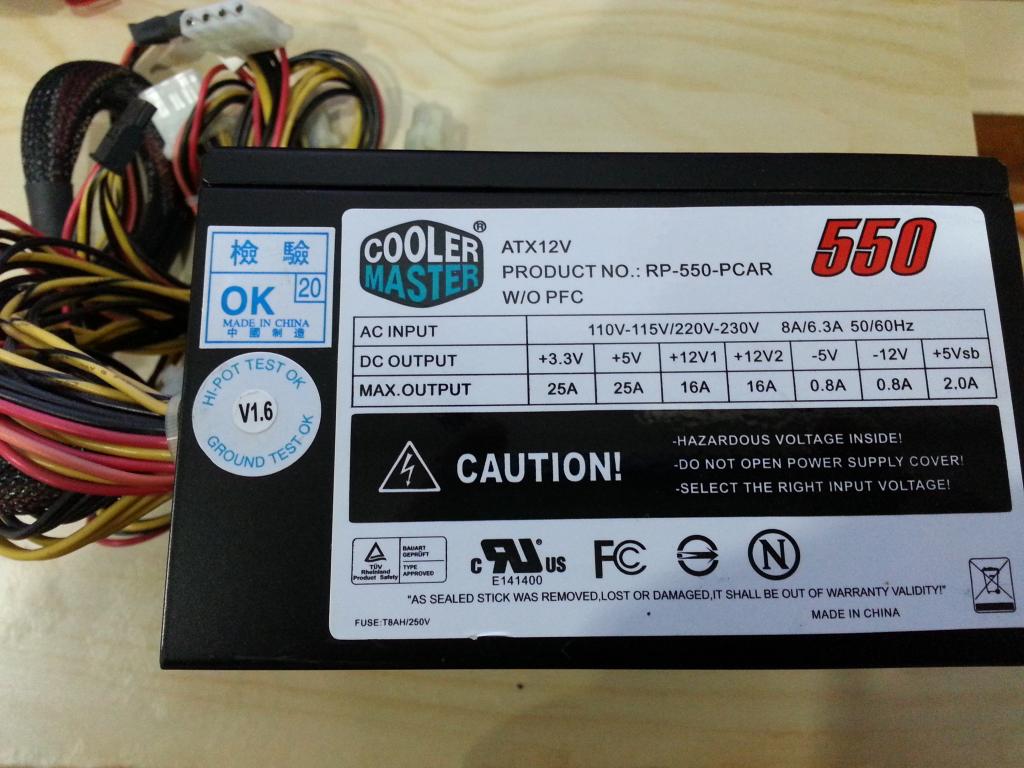 檢 驗
OK 20
MADE IN CHINA
中 國 制 造
HI-POT TEST OK
V1.6
GROUND TEST OK
COOLER
MASTER
®
ATX12V
PRODUCT NO.: RP-550-PCAR
W/O PFC
550
AC INPUT 110V-115V/220V-230V 8A/6.3A 50/60Hz
DC OUTPUT +3.3V +5V +12V1 +12V2 -5V -12V +5Vsb
MAX.OUTPUT 25A 25A 16A 16A 0.8A 0.8A 2.0A
CAUTION!
-HAZARDOUS VOLTAGE INSIDE!
-DO NOT OPEN POWER SUPPLY COVER!
-SELECT THE RIGHT INPUT VOLTAGE!
TÜV
Rheinland
Product Safety
BAUART
GEPRÜFT
TYPE
APPROVED
c RU ® US
E141400
FC
N
"AS SEALED STICK WAS REMOVED,LOST OR DAMAGED,IT SHALL BE OUT OF WARRANTY VALIDITY!"
MADE IN CHINA
FUSE:T8AH/250V